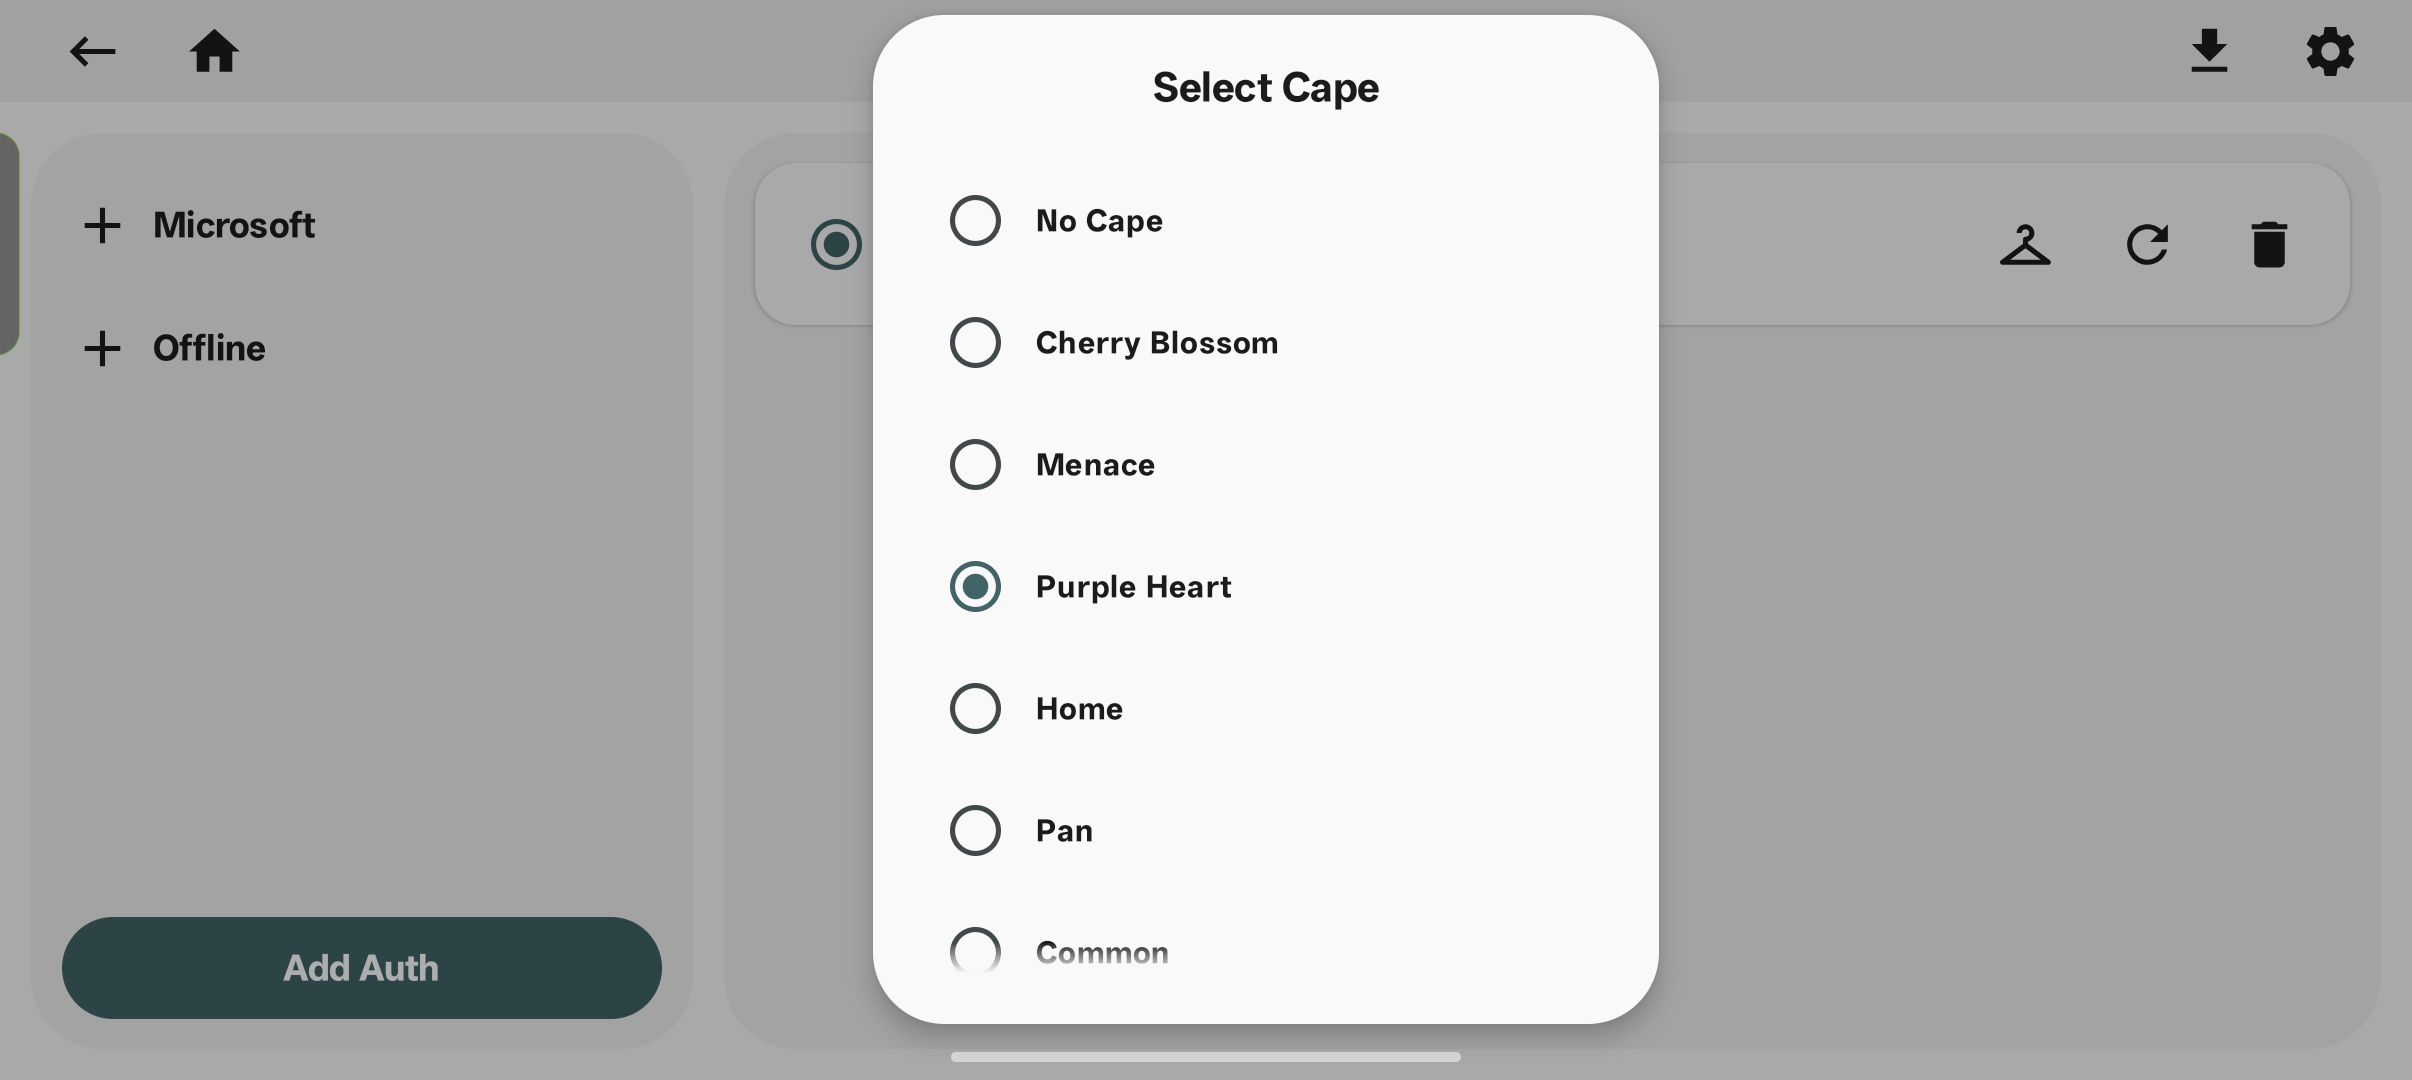 Select Cape
Microsoft
Offline
Add Auth
No Cape
Cherry Blossom
Menace
Purple Heart
Home
Pan
Common